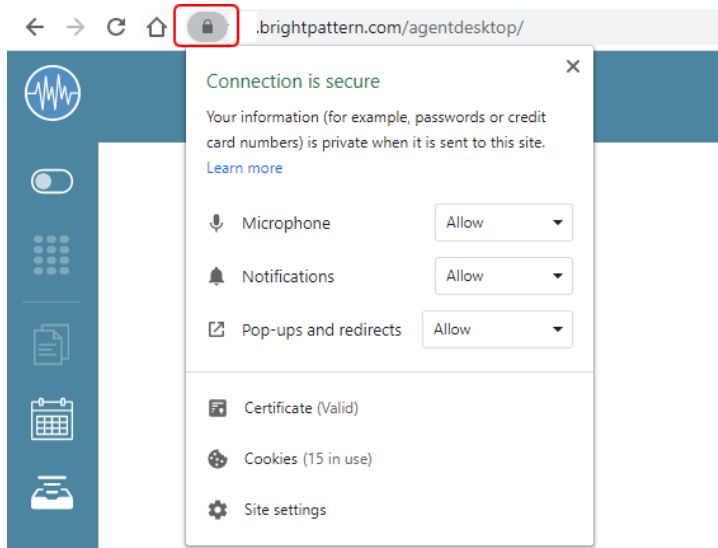 .brightpattern.com/agentdesktop/
Connection is secure
Your information (for example, passwords or credit
card numbers) is private when it is sent to this site.
Learn more
Microphone Allow
Notifications Allow
Pop-ups and redirects Allow
Certificate (Valid)
Cookies (15 in use)
Site settings